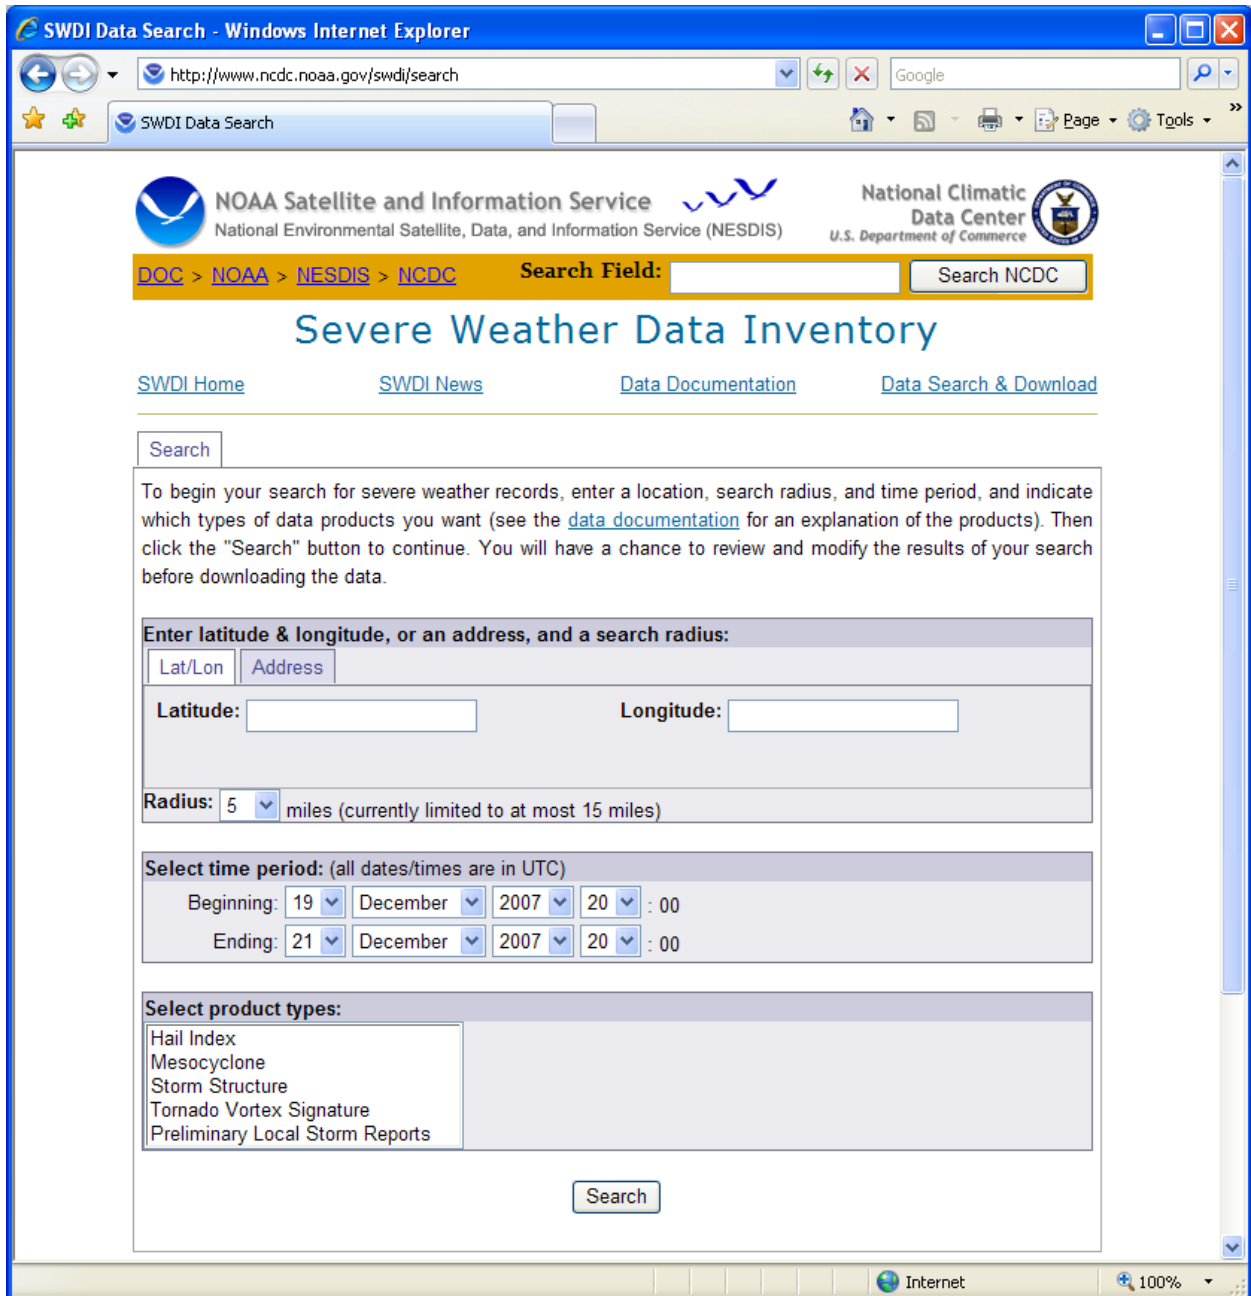 SWDI Data Search - Windows Internet Explorer
http://www.ncdc.noaa.gov/swdi/search
Google
SWDI Data Search
Page
Tools
»
NOAA Satellite and Information Service
National Environmental Satellite, Data, and Information Service (NESDIS)
National Climatic
Data Center
U.S. Department of Commerce
DOC > NOAA > NESDIS > NCDC
Search Field:
Search NCDC
Severe Weather Data Inventory
SWDI Home
SWDI News
Data Documentation
Data Search & Download
Search
To begin your search for severe weather records, enter a location, search radius, and time period, and indicate
which types of data products you want (see the data documentation for an explanation of the products). Then
click the "Search" button to continue. You will have a chance to review and modify the results of your search
before downloading the data.
Enter latitude & longitude, or an address, and a search radius:
Lat/Lon Address
Latitude:
Longitude:
Radius: 5 miles (currently limited to at most 15 miles)
Select time period: (all dates/times are in UTC)
Beginning: 19 December 2007 20 : 00
Ending: 21 December 2007 20 : 00
Select product types:
Hail Index
Mesocyclone
Storm Structure
Tornado Vortex Signature
Preliminary Local Storm Reports
Search
Internet
100%